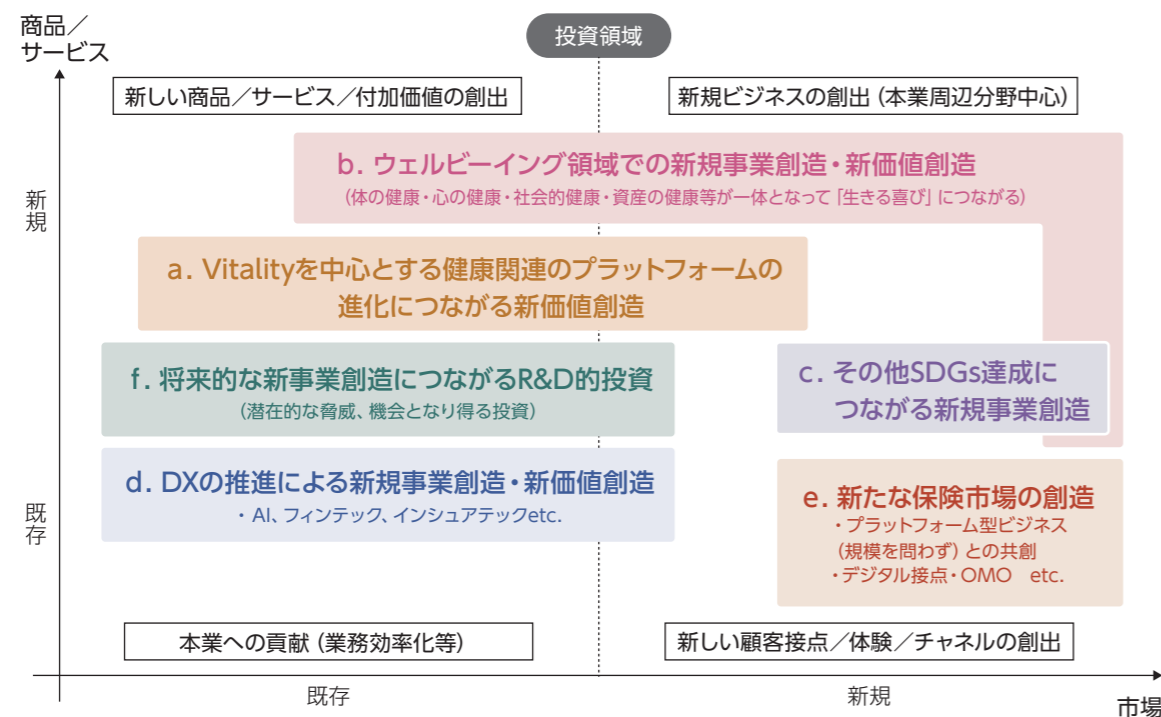 商品／
サービス
投資領域
新しい商品／サービス／付加価値の創出
新規ビジネスの創出（本業周辺分野中心）
新規
b. ウェルビーイング領域での新規事業創造・新価値創造
（体の健康・心の健康・社会的健康・資産の健康等が一体となって「生きる喜び」につながる）
a. Vitalityを中心とする健康関連のプラットフォームの
進化につながる新価値創造
f. 将来的な新事業創造につながるR&D的投資
（潜在的な脅威、機会となり得る投資）
c. その他SDGs達成に
つながる新規事業創造
既存
d. DXの推進による新規事業創造・新価値創造
・AI、フィンテック、インシュアテックetc.
e. 新たな保険市場の創造
・プラットフォーム型ビジネス
（規模を問わず）との共創
・デジタル接点・OMO　etc.
本業への貢献（業務効率化等）
新しい顧客接点／体験／チャネルの創出
既存
新規
市場